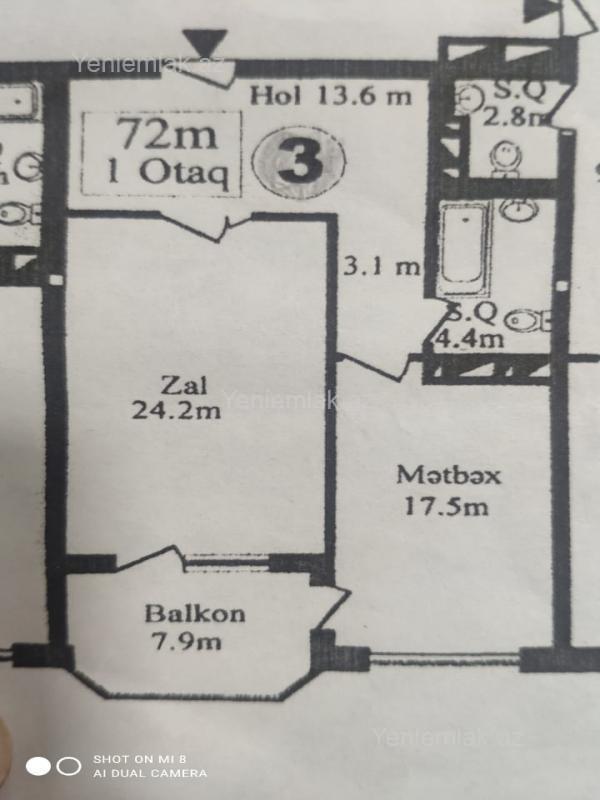 Yeniemlak.az
Hol 13.6 m
S.Q
2.8m
72m
1 Otaq
3
3.1 m
S.Q
4.4m
Zal
24.2m
Yeniemlak.az
Mətbəx
17.5m
Balkon
7.9m
Yeniemlak.az
SHOT ON MI 8
AI DUAL CAMERA